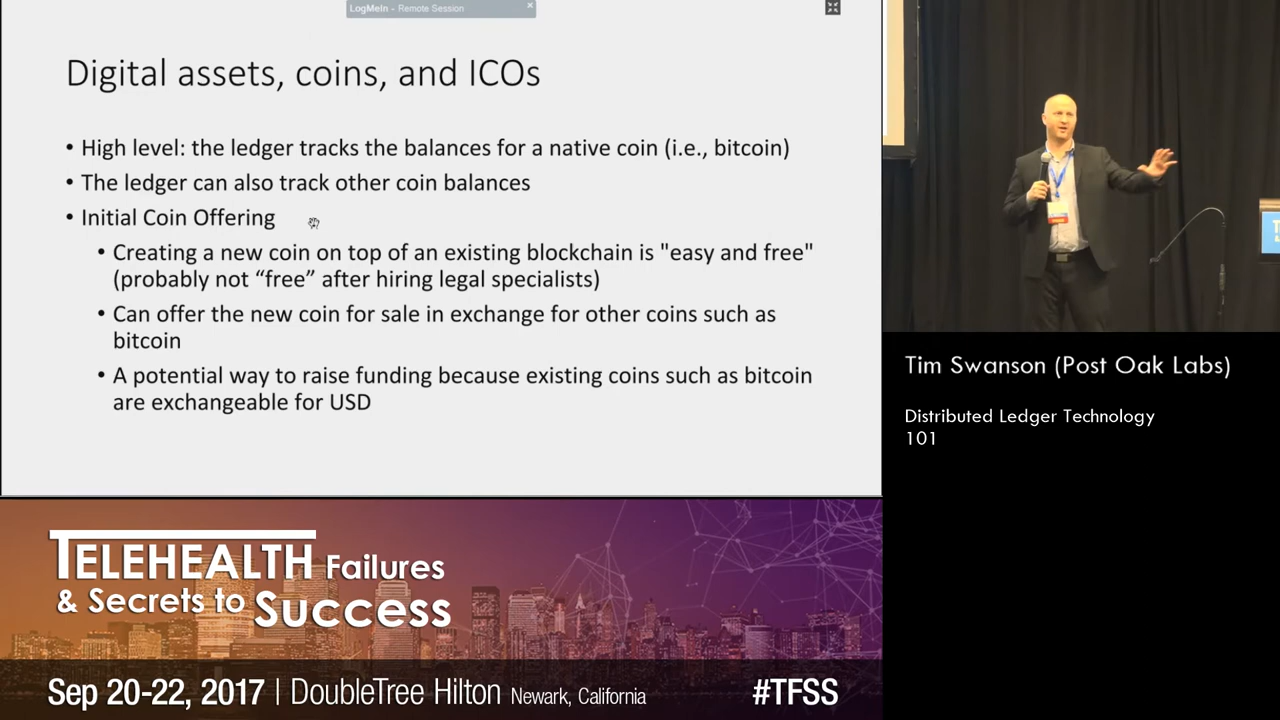 LogMeIn - Remote Session
Digital assets, coins, and ICOs
• High level: the ledger tracks the balances for a native coin (i.e., bitcoin)
• The ledger can also track other coin balances
• Initial Coin Offering
• Creating a new coin on top of an existing blockchain is "easy and free"
(probably not “free” after hiring legal specialists)
• Can offer the new coin for sale in exchange for other coins such as
bitcoin
• A potential way to raise funding because existing coins such as bitcoin
are exchangeable for USD
Tim Swanson (Post Oak Labs)
Distributed Ledger Technology
101
TELEHEALTH Failures
& Secrets to Success
Sep 20-22, 2017 | DoubleTree Hilton Newark, California
#TFSS